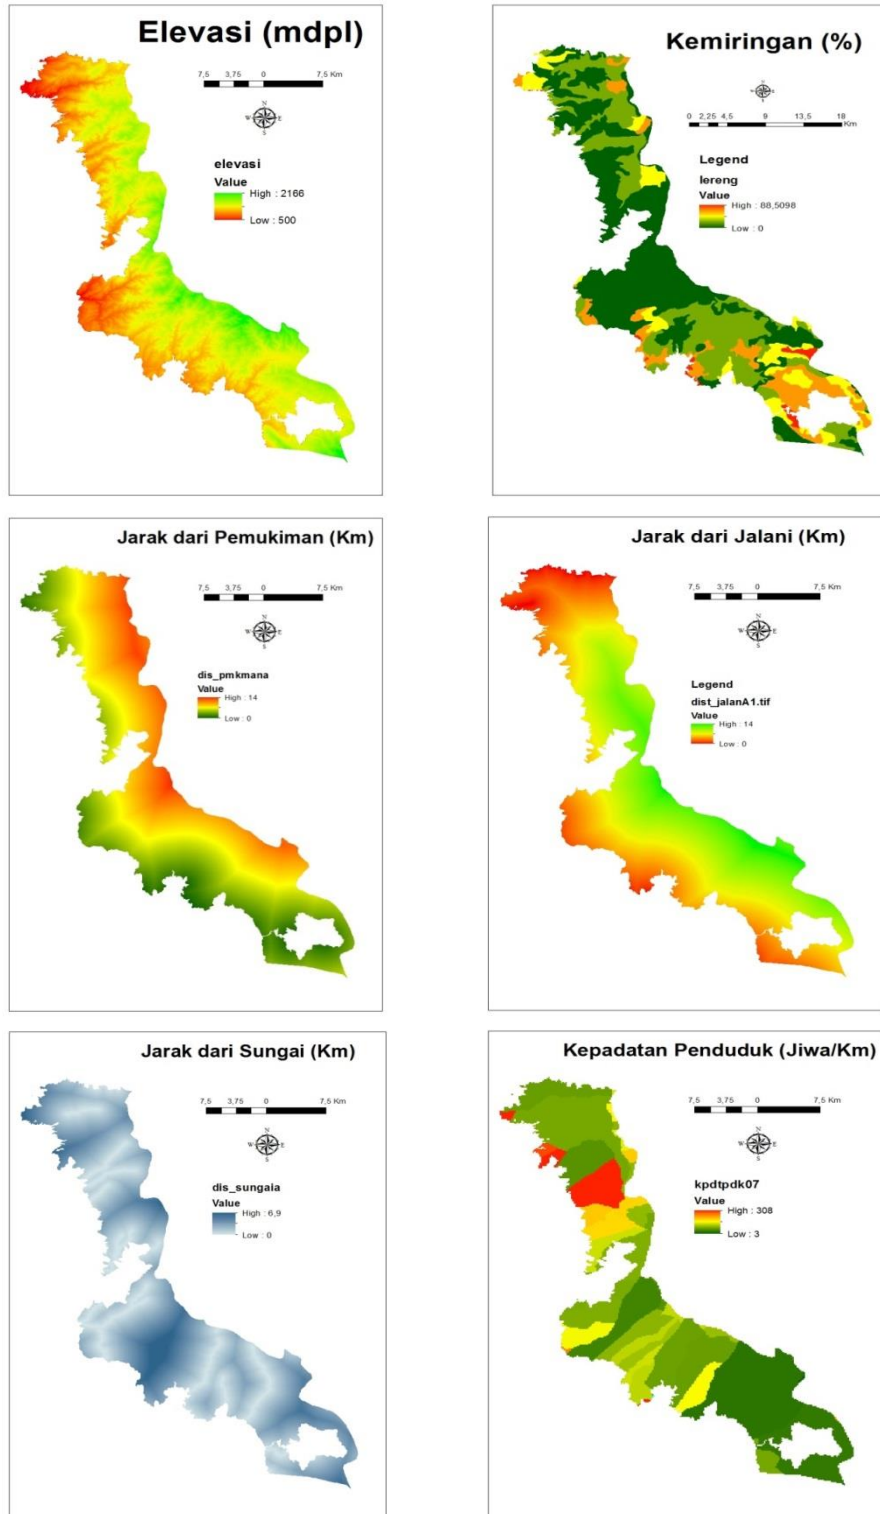 Elevasi (mdpl)
7,5 3,75 0 7,5 Km
N
W E
S
elevasi
Value
High : 2166
Low : 500
Kemiringan (%)
N
W E
S
0 2,25 4,5 9 13,5 18
Km
Legend
lereng
Value
High : 88,5098
Low : 0
Jarak dari Pemukiman (Km)
7,5 3,75 0 7,5 Km
N
W E
S
dis_pmkmana
Value
High : 14
Low : 0
Jarak dari Jalani (Km)
7,5 3,75 0 7,5 Km
N
W E
S
Legend
dist_jalanA1.tif
Value
High : 14
Low : 0
Jarak dari Sungai (Km)
7,5 3,75 0 7,5 Km
N
W E
S
dis_sungaia
Value
High : 6,9
Low : 0
Kepadatan Penduduk (Jiwa/Km)
7,5 3,75 0 7,5 Km
N
W E
S
kpdtpdk07
Value
High : 308
Low : 3